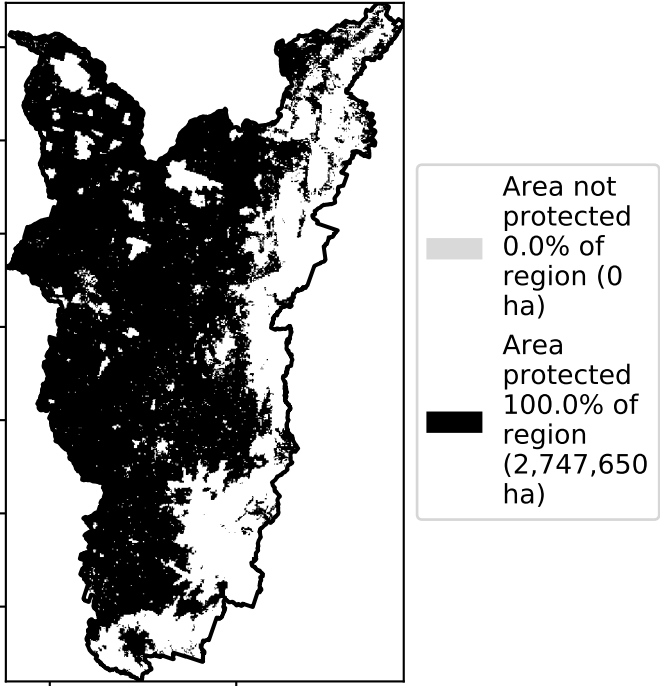 Area not
protected
0.0% of
region (0
ha)
Area
protected
100.0% of
region
(2,747,650
ha)